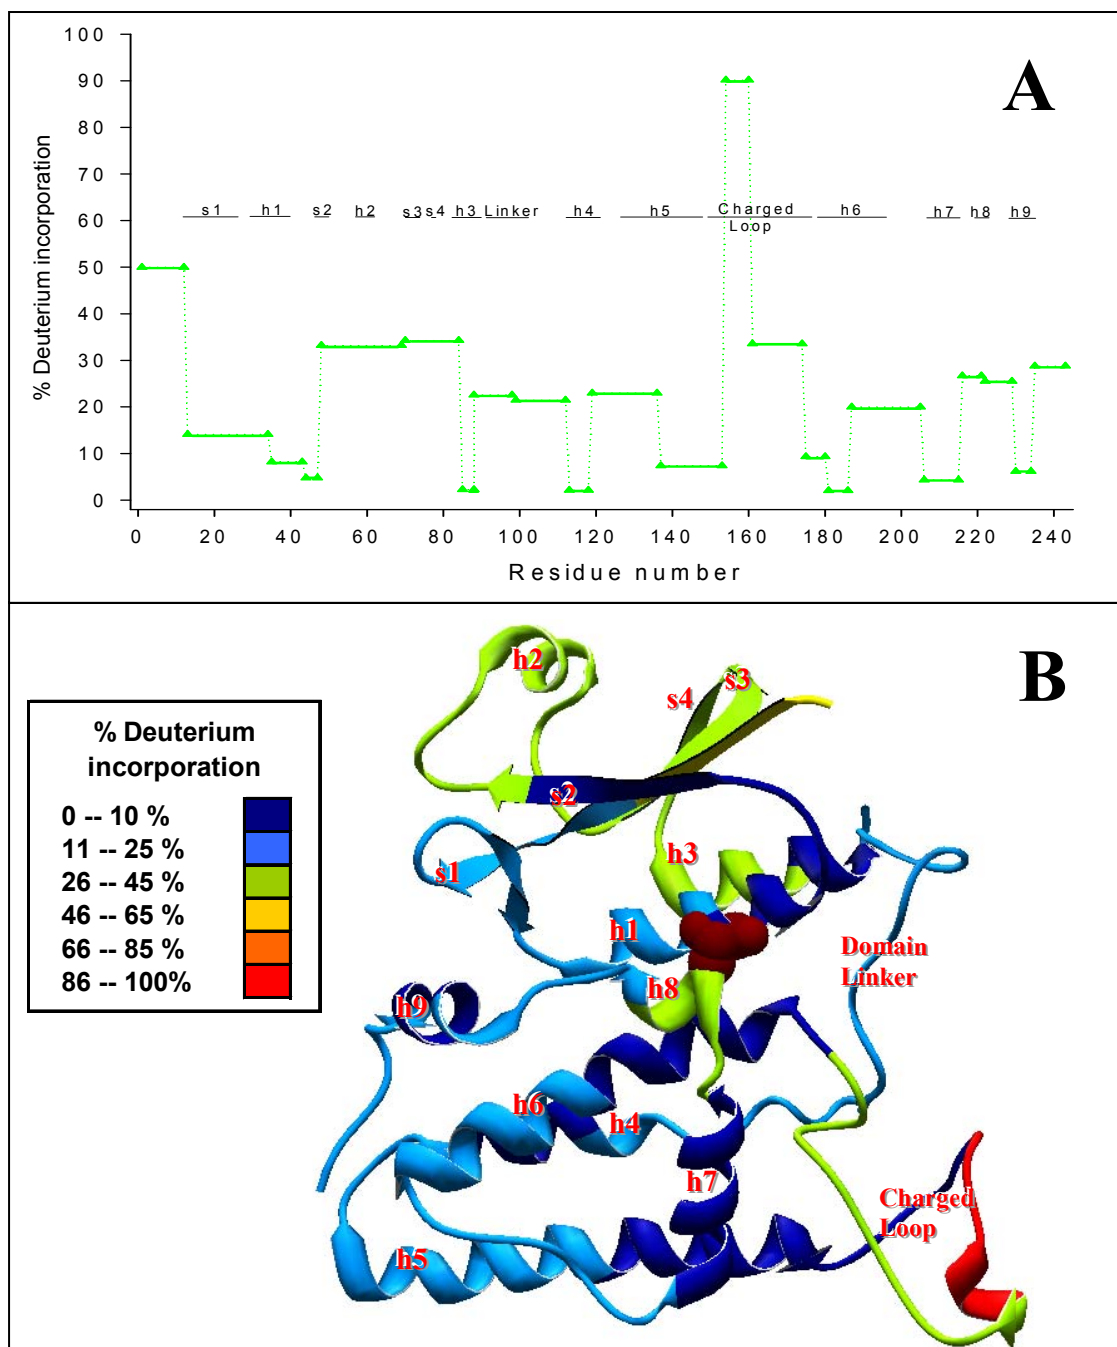 A
% Deuterium incorporation
100
90
80
70
60
50
40
30
20
10
0
s1 h1 s2 h2 s3 s4 h3 Linker h4 h5 Charged Loop h6 h7 h8 h9
0 20 40 60 80 100 120 140 160 180 200 220 240
Residue number
B
% Deuterium
incorporation
0 -- 10 %
11 -- 25 %
26 -- 45 %
46 -- 65 %
66 -- 85 %
86 -- 100%
h2
s3
s4
s2
s1
h3
h1
Domain
Linker
h8
h9
h6
h4
h7
Charged
Loop
h5